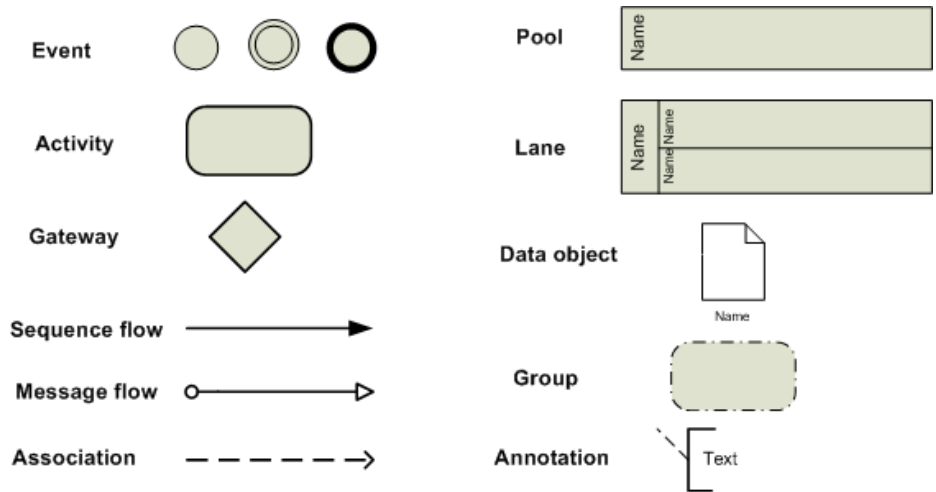 Event
Activity
Gateway
Sequence flow
Message flow
Association
Pool
Name
Lane
Name
Name
Name
Data object
Name
Group
Annotation
Text